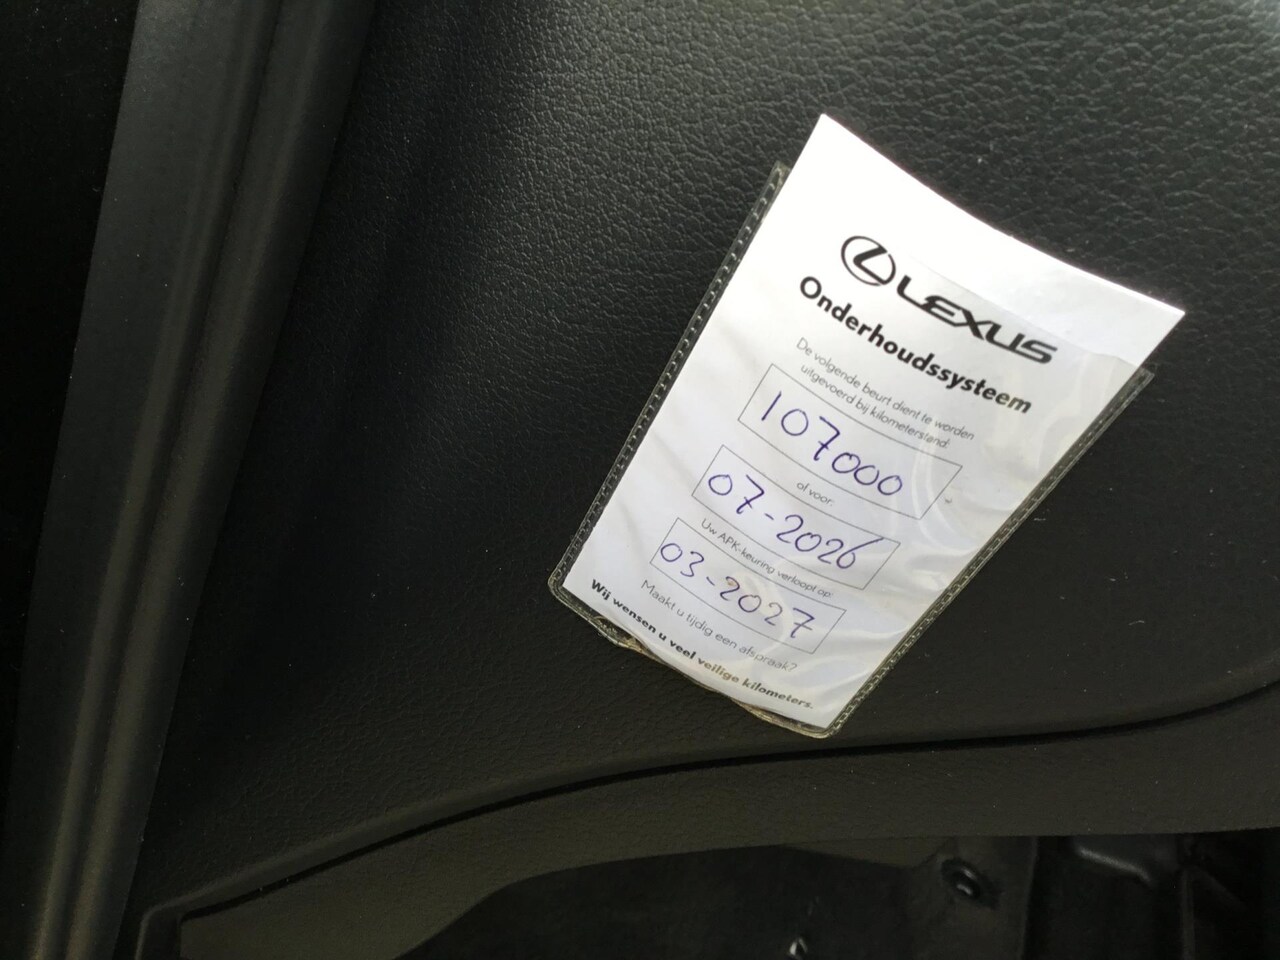 LEXUS
Onderhoudssysteem
De volgende beurt dient te worden
uitgevoerd bij kilometerstand:
107000
of voor:
07-2026
Uw APK-keuring verloopt op:
03-2027
Maakt u tijdig een afspraak?
Wij wensen u veel veilige kilometers.